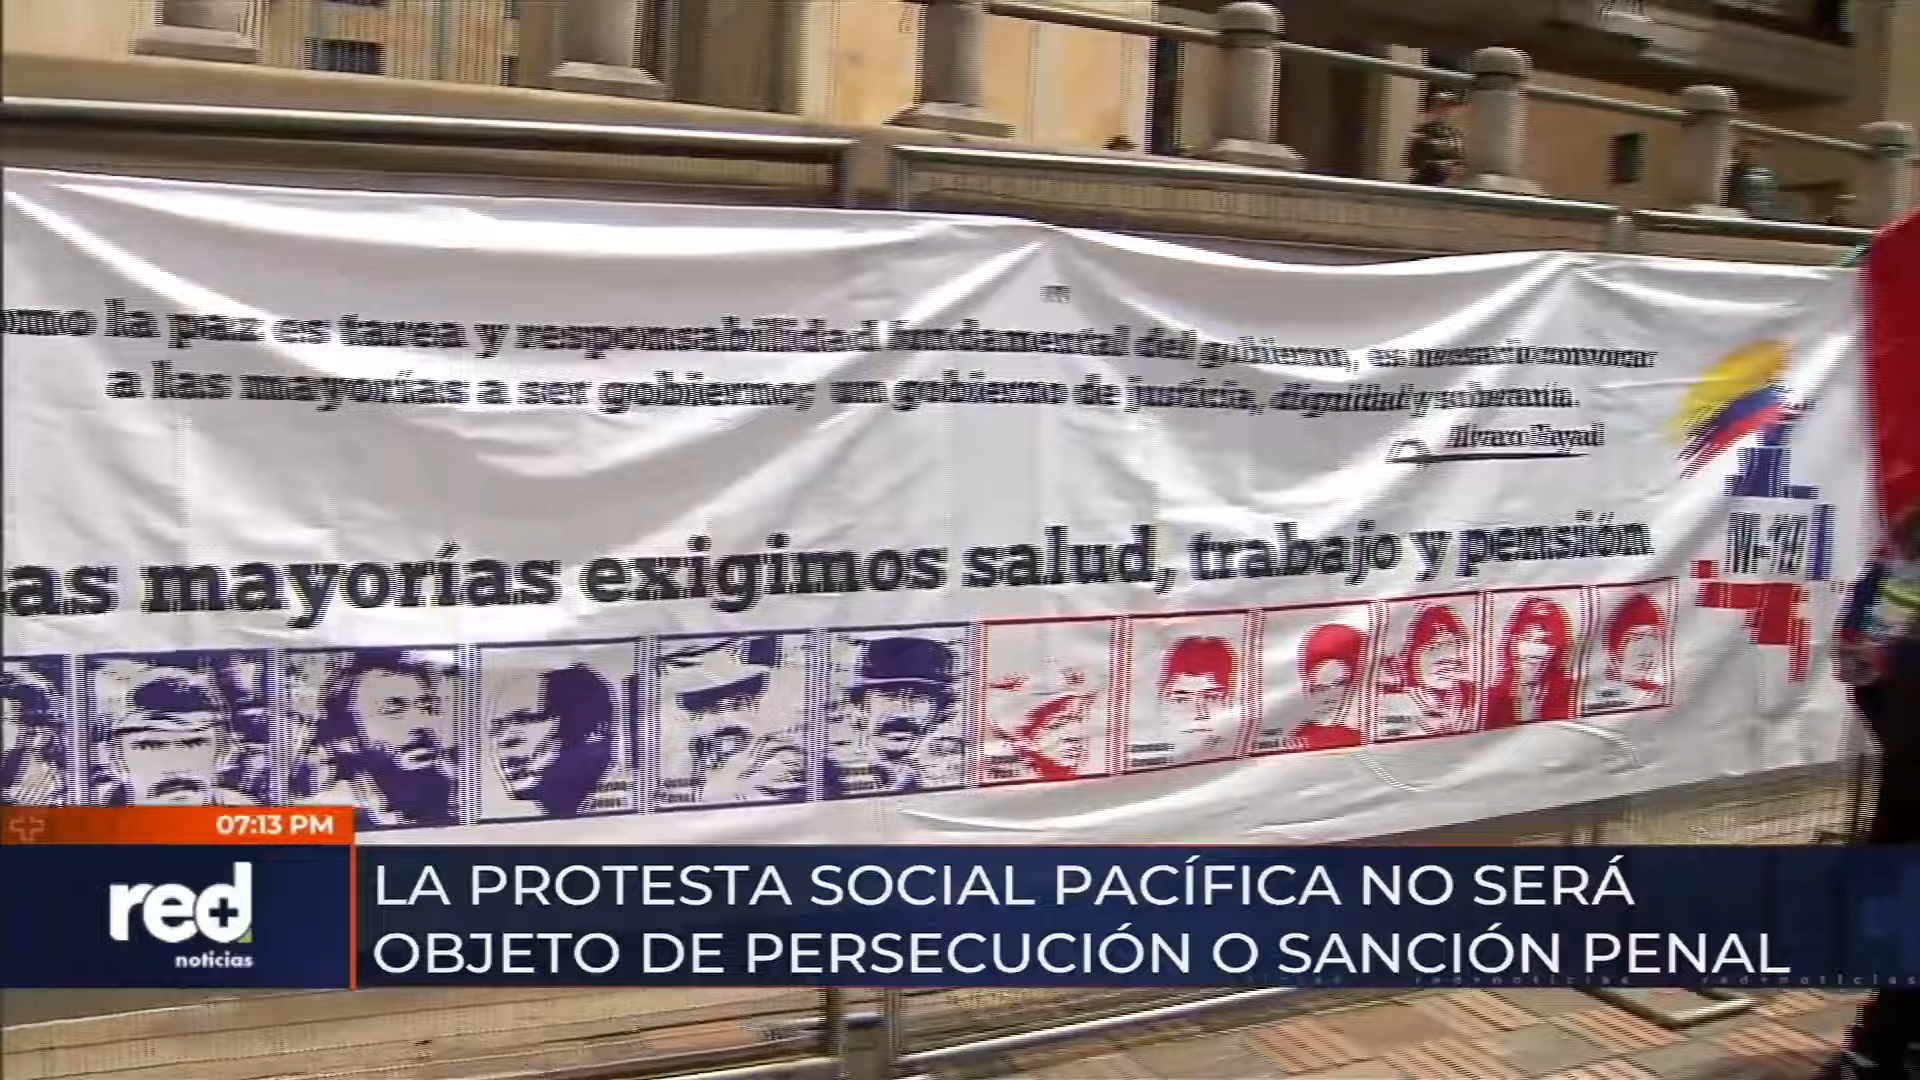 omo la paz es tarea y responsabilidad fundamental del gobierno, es necesario convocar
a las mayorías a ser gobierno; un gobierno de justicia, dignidad y soberanía.
Alvaro Fayad
as mayorías exigimos salud, trabajo y pensión
M-19
07:13 PM
red+
noticias
LA PROTESTA SOCIAL PACÍFICA NO SERÁ
OBJETO DE PERSECUCIÓN O SANCIÓN PENAL